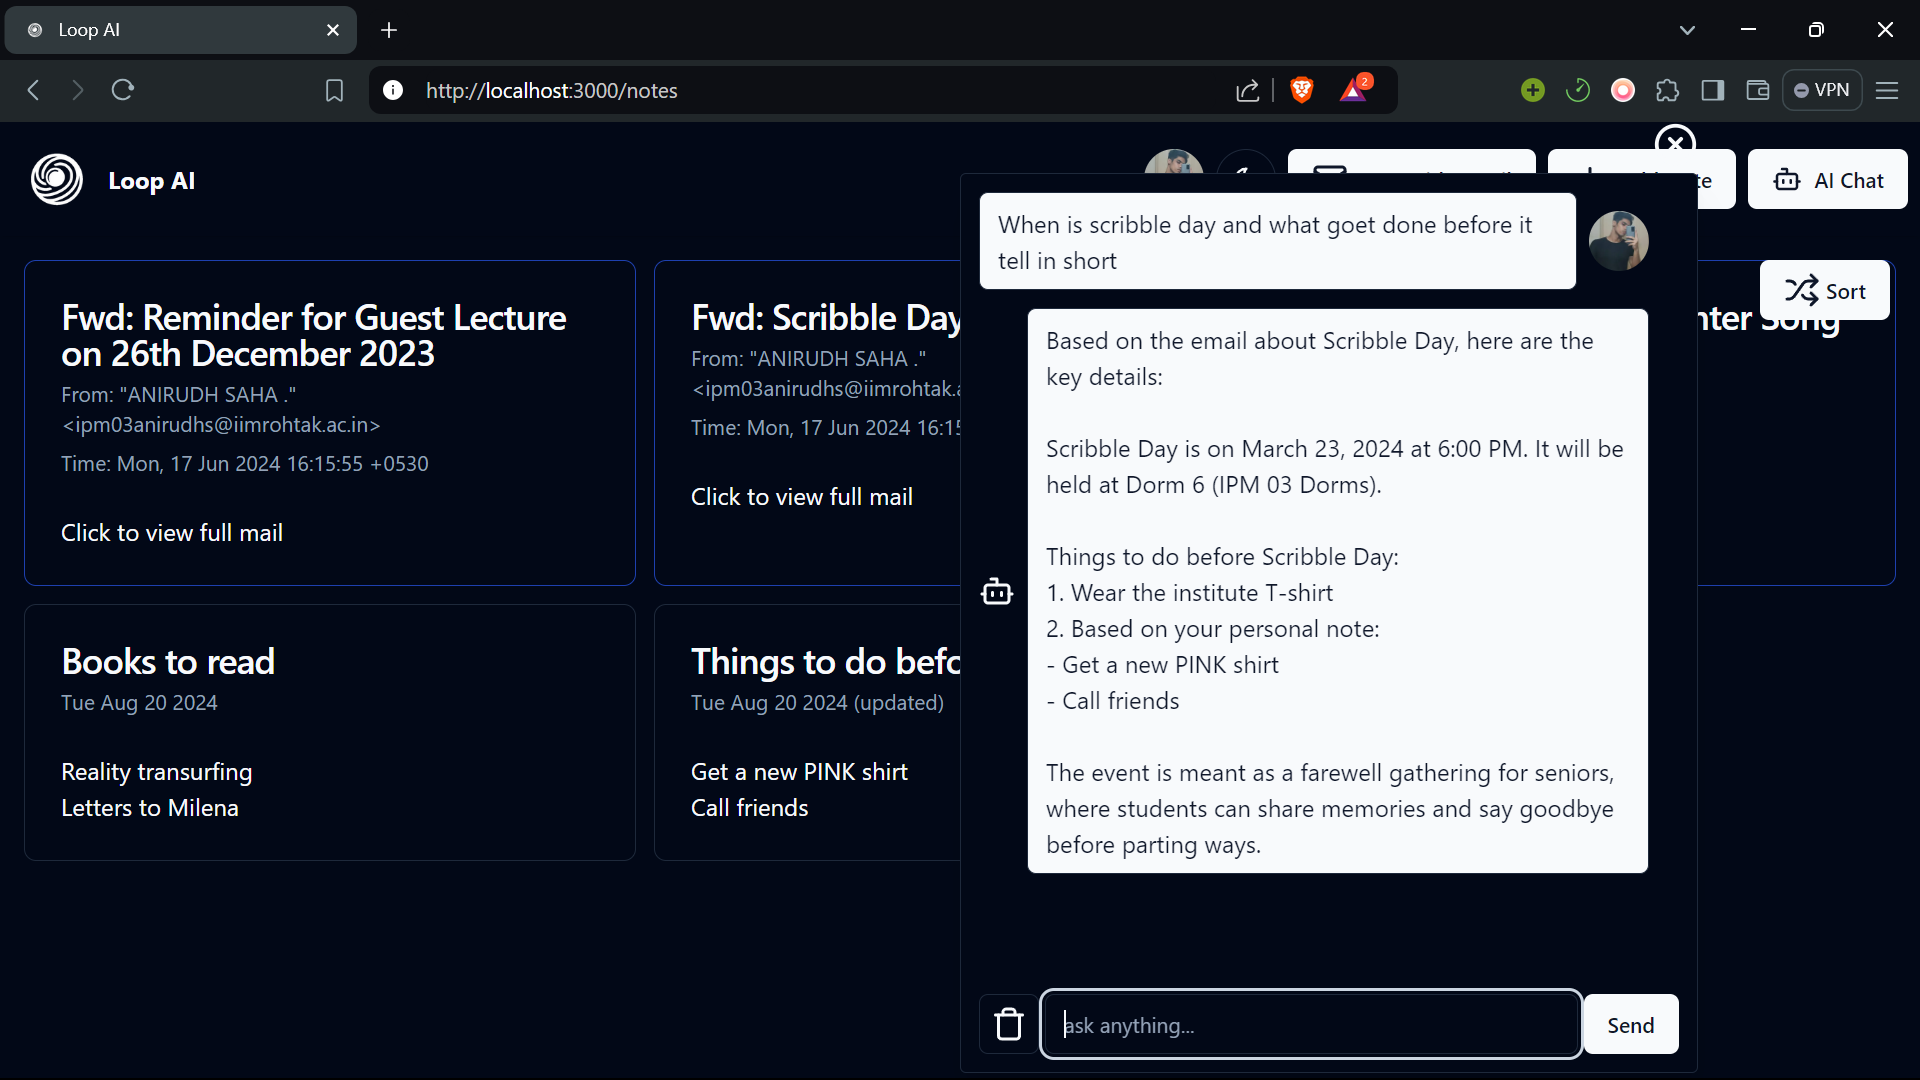 Loop AI
http://localhost:3000/notes
2
VPN
Loop AI
AI Chat
Sort
Fwd: Reminder for Guest Lecture
on 26th December 2023
From: "ANIRUDH SAHA ."
<ipm03anirudhs@iimrohtak.ac.in>
Time: Mon, 17 Jun 2024 16:15:55 +0530
Click to view full mail
Fwd: Scribble Day
From: "ANIRUDH SAHA ."
<ipm03anirudhs@iimrohtak.a
Time: Mon, 17 Jun 2024 16:15
Click to view full mail
Song
Books to read
Tue Aug 20 2024
Reality transurfing
Letters to Milena
Things to do befo
Tue Aug 20 2024 (updated)
Get a new PINK shirt
Call friends
When is scribble day and what goet done before it
tell in short
Based on the email about Scribble Day, here are the
key details:
Scribble Day is on March 23, 2024 at 6:00 PM. It will be
held at Dorm 6 (IPM 03 Dorms).
Things to do before Scribble Day:
1. Wear the institute T-shirt
2. Based on your personal note:
- Get a new PINK shirt
- Call friends
The event is meant as a farewell gathering for seniors,
where students can share memories and say goodbye
before parting ways.
ask anything...
Send